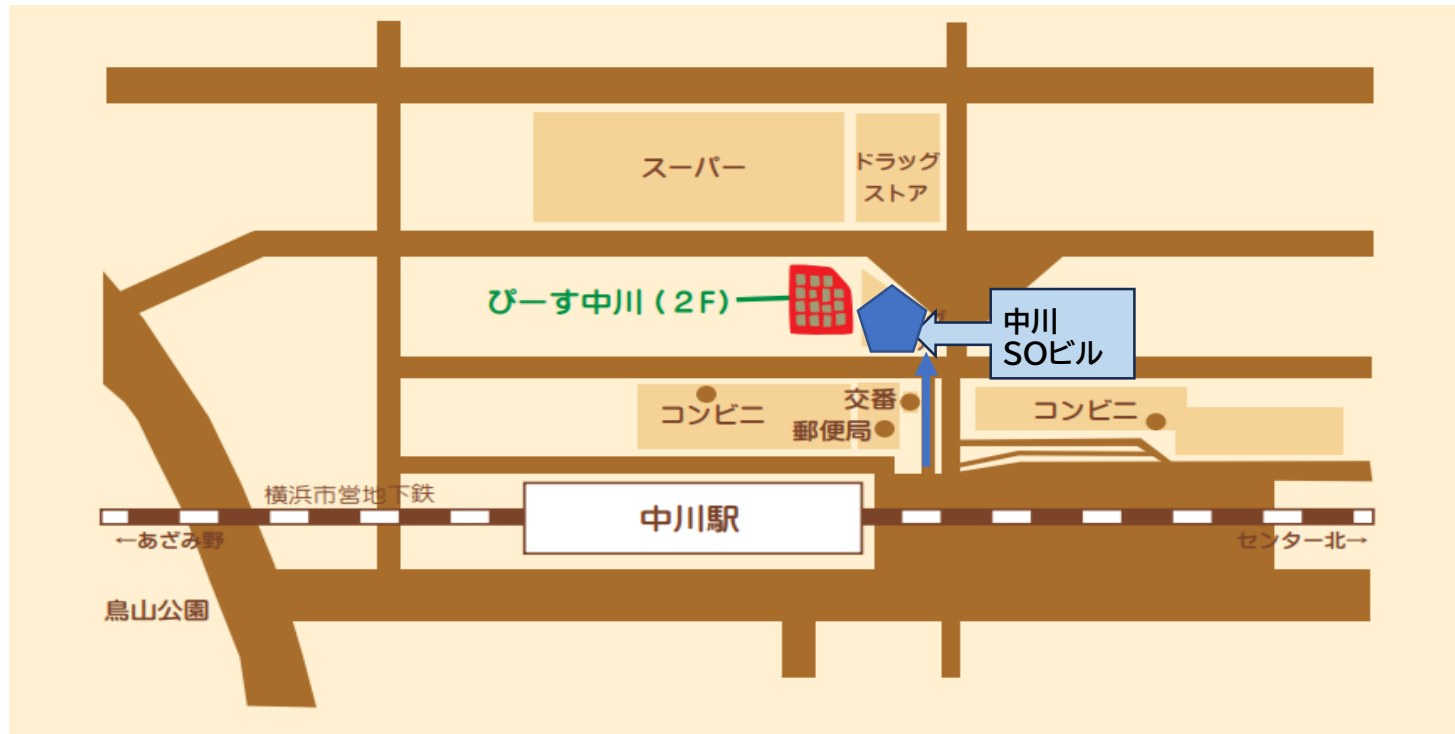 スーパー
ドラッグ
ストア
ぴーす中川(2F)
中川
SOビル
コンビニ
交番
郵便局
コンビニ
横浜市営地下鉄
中川駅
←あざみ野
センター北→
鳥山公園